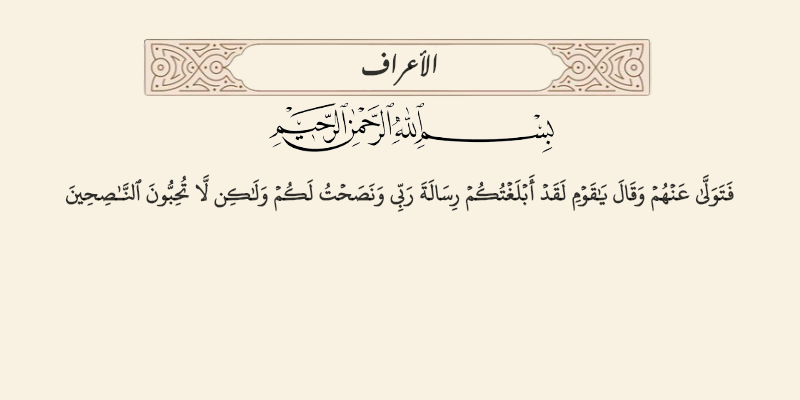 الأعراف
بِسْمِ اللَّهِ الرَّحْمَٰنِ الرَّحِيمِ
فَتَوَلَّىٰ عَنْهُمْ وَقَالَ يَٰقَوْمِ لَقَدْ أَبْلَغْتُكُمْ رِسَالَةَ رَبِّى وَنَصَحْتُ لَكُمْ وَلَٰكِن لَّا تُحِبُّونَ ٱلنَّـٰصِحِينَ